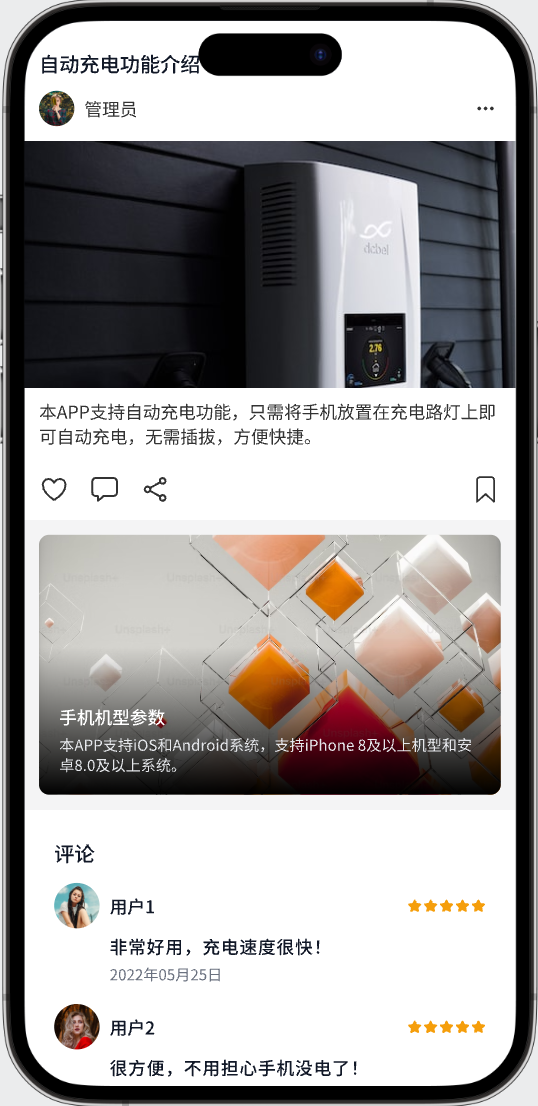 自动充电功能介绍
管理员
debel
2.76
本APP支持自动充电功能，只需将手机放置在充电路灯上即
可自动充电，无需插拔，方便快捷。
手机机型参数
本APP支持iOS和Android系统，支持iPhone 8及以上机型和安
卓8.0及以上系统。
评论
用户1
非常好用，充电速度很快！
2022年05月25日
用户2
很方便，不用担心手机没电了！